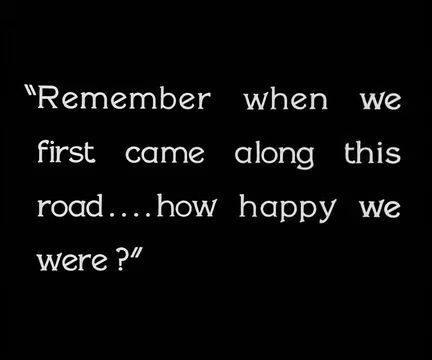 "Remember when we
first came along this
road....how happy we
were?"